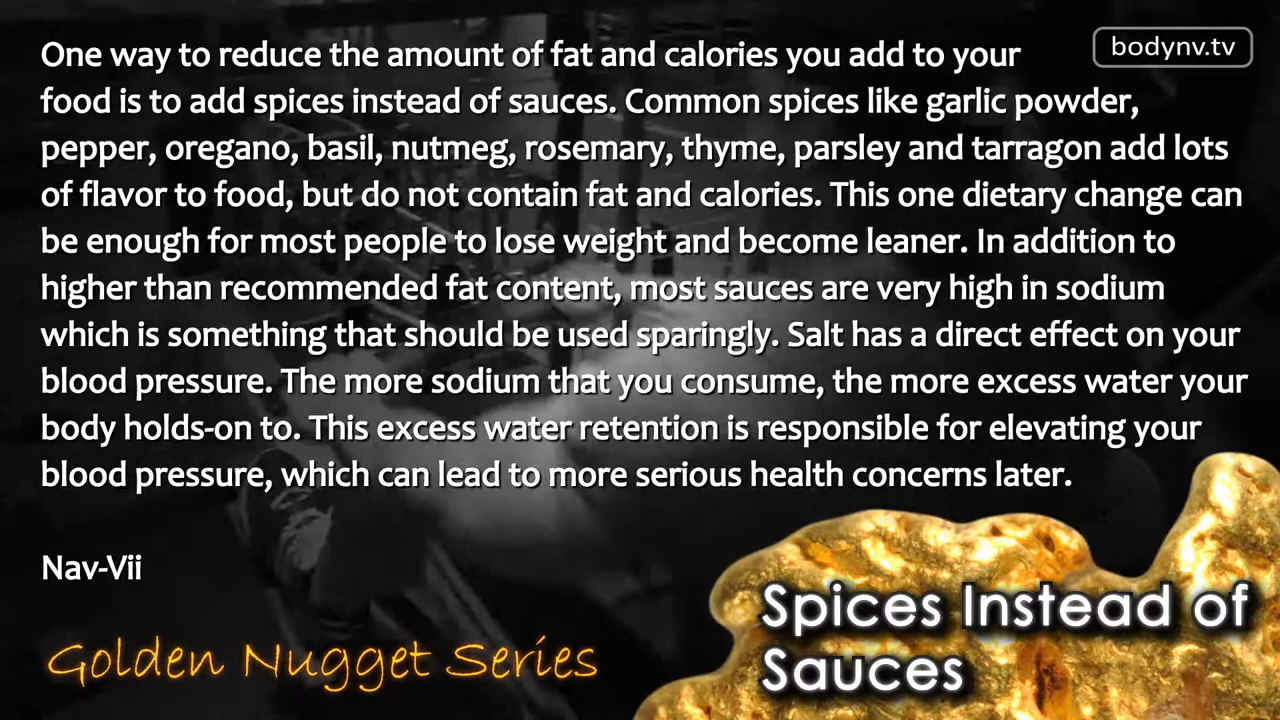 One way to reduce the amount of fat and calories you add to your
bodynv.tv
food is to add spices instead of sauces. Common spices like garlic powder,
pepper, oregano, basil, nutmeg, rosemary, thyme, parsley and tarragon add lots
of flavor to food, but do not contain fat and calories. This one dietary change can
be enough for most people to lose weight and become leaner. In addition to
higher than recommended fat content, most sauces are very high in sodium
which is something that should be used sparingly. Salt has a direct effect on your
blood pressure. The more sodium that you consume, the more excess water your
body holds-on to. This excess water retention is responsible for elevating your
blood pressure, which can lead to more serious health concerns later.
Nav-Vii
Golden Nugget Series
Spices Instead of
Sauces